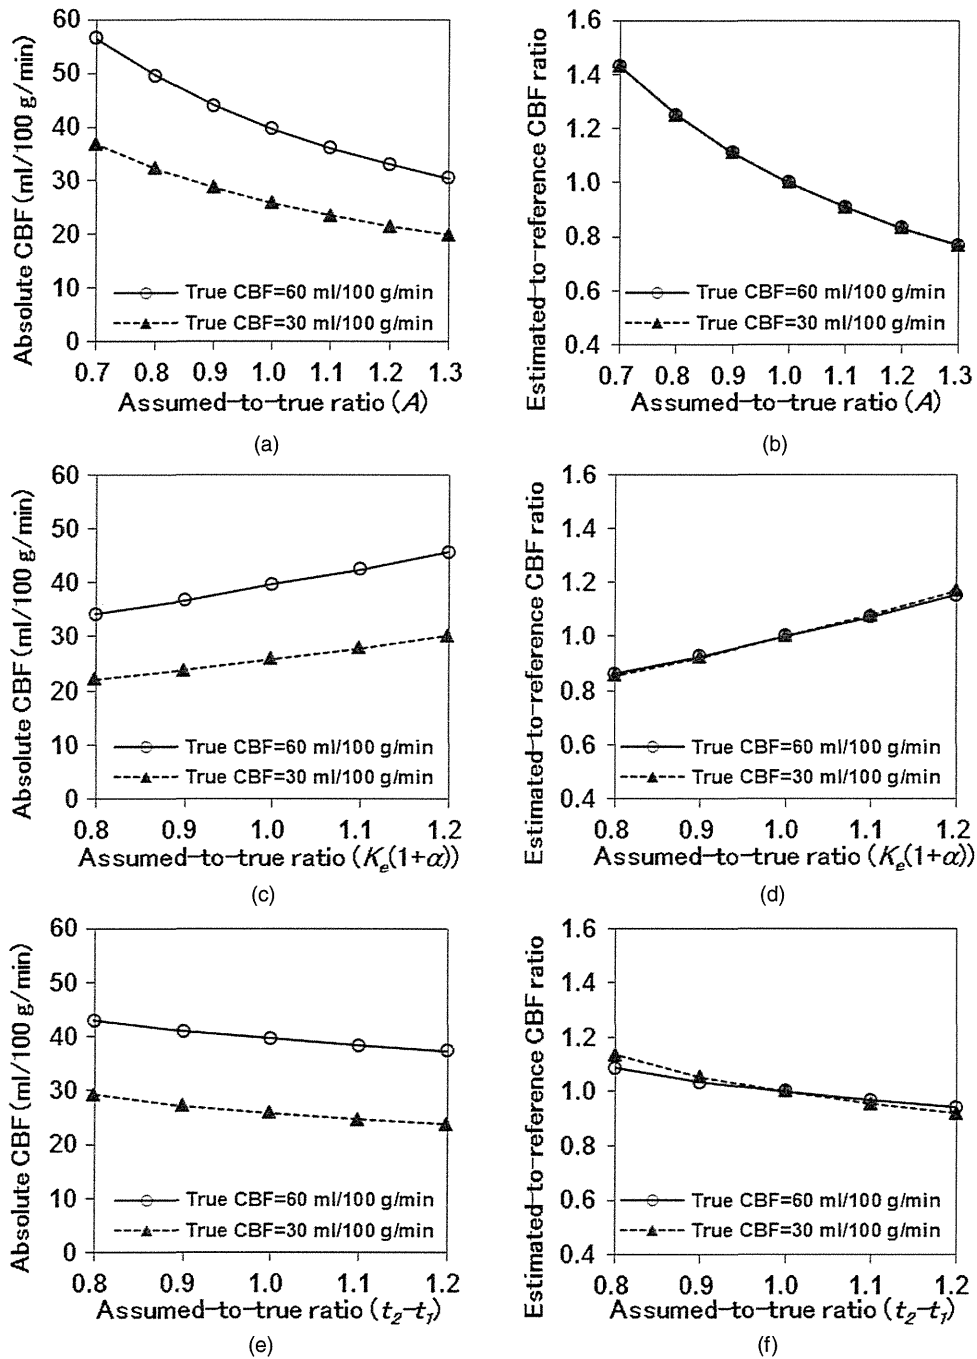 Absolute CBF (ml/100 g/min)
60
50
40
30
20
10
0
True CBF=60 ml/100 g/min
True CBF=30 ml/100 g/min
0.7 0.8 0.9 1.0 1.1 1.2 1.3
Assumed-to-true ratio (A)
(a)
Estimated-to-reference CBF ratio
1.6
1.4
1.2
1.0
0.8
0.6
0.4
True CBF=60 ml/100 g/min
True CBF=30 ml/100 g/min
0.7 0.8 0.9 1.0 1.1 1.2 1.3
Assumed-to-true ratio (A)
(b)
Absolute CBF (ml/100 g/min)
60
50
40
30
20
10
0
True CBF=60 ml/100 g/min
True CBF=30 ml/100 g/min
0.8 0.9 1.0 1.1 1.2
Assumed-to-true ratio (Ke(1+α))
(c)
Estimated-to-reference CBF ratio
1.6
1.4
1.2
1.0
0.8
0.6
0.4
True CBF=60 ml/100 g/min
True CBF=30 ml/100 g/min
0.8 0.9 1.0 1.1 1.2
Assumed-to-true ratio (Ke(1+α))
(d)
Absolute CBF (ml/100 g/min)
60
50
40
30
20
10
0
True CBF=60 ml/100 g/min
True CBF=30 ml/100 g/min
0.8 0.9 1.0 1.1 1.2
Assumed-to-true ratio (t2-t1)
(e)
Estimated-to-reference CBF ratio
1.6
1.4
1.2
1.0
0.8
0.6
0.4
True CBF=60 ml/100 g/min
True CBF=30 ml/100 g/min
0.8 0.9 1.0 1.1 1.2
Assumed-to-true ratio (t2-t1)
(f)